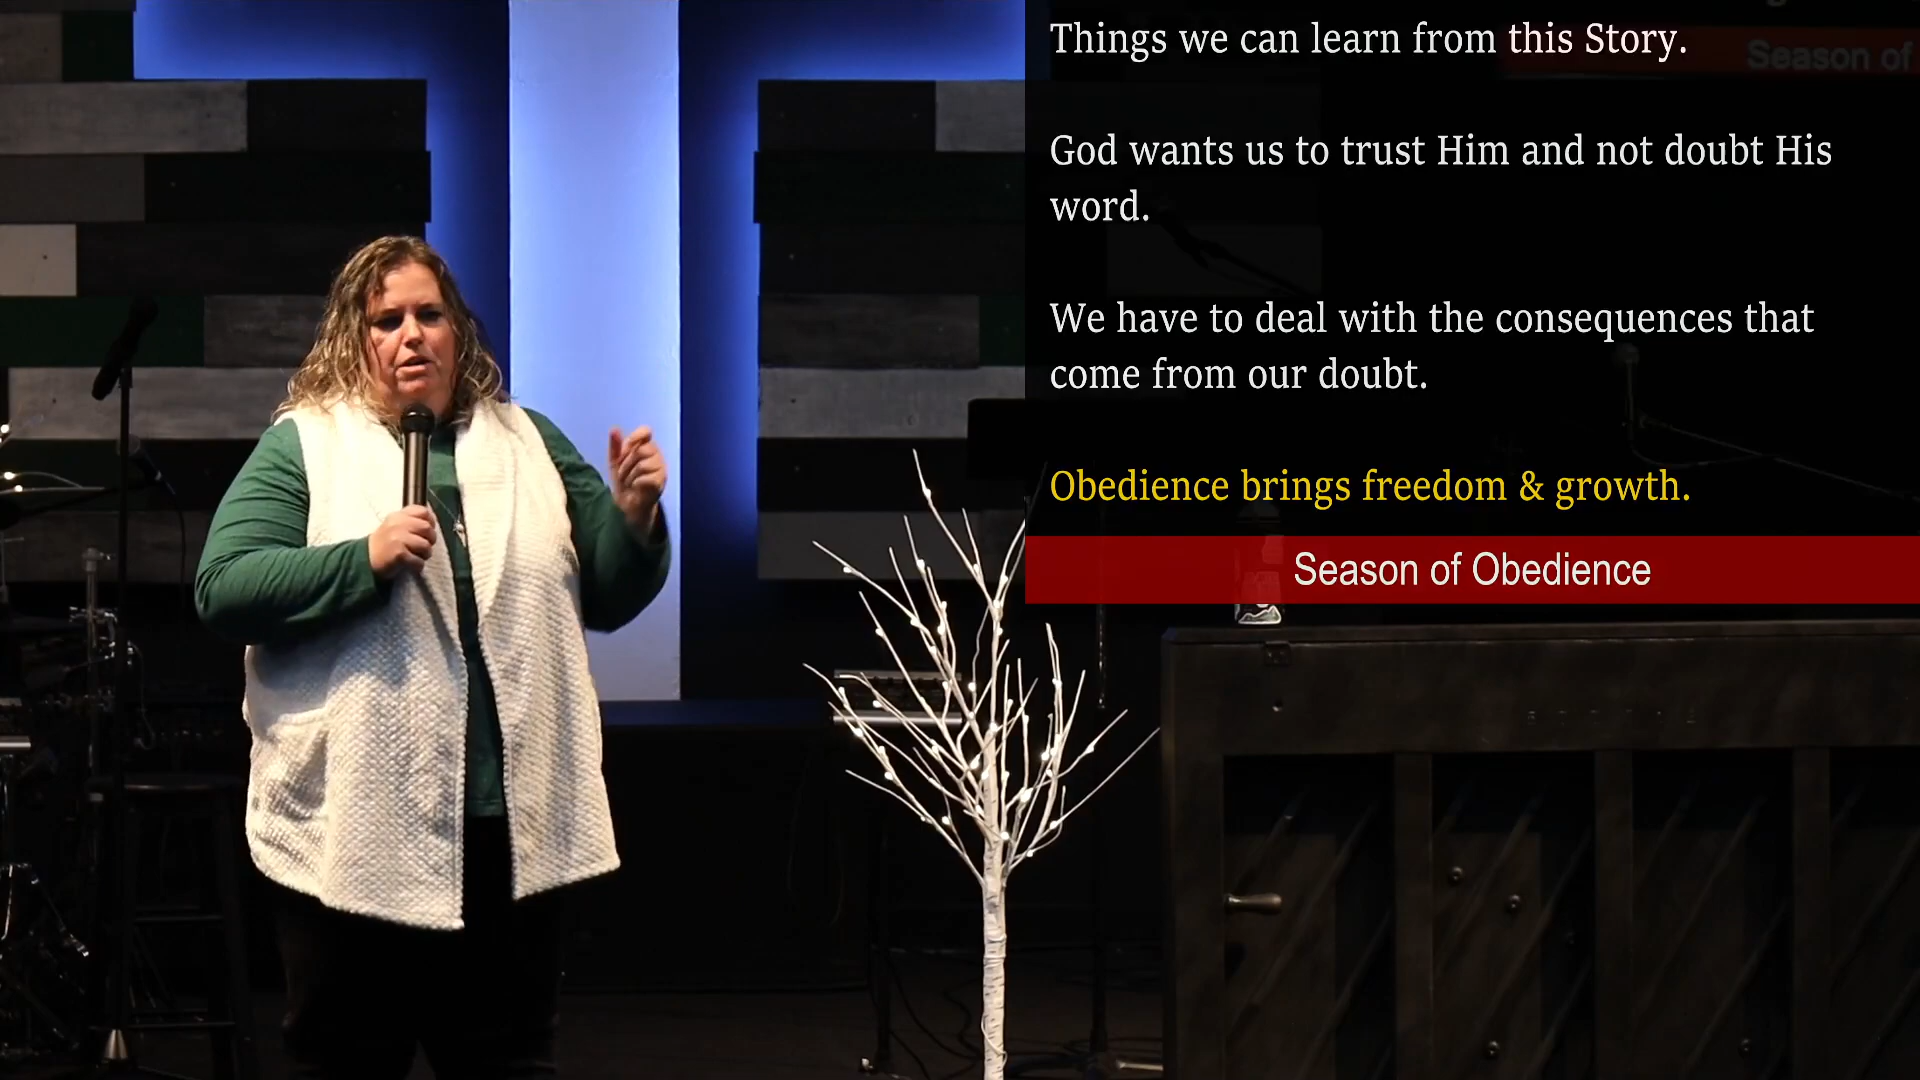 Things we can learn from this Story.
Season of
God wants us to trust Him and not doubt His
word.
We have to deal with the consequences that
come from our doubt.
Obedience brings freedom & growth.
Season of Obedience